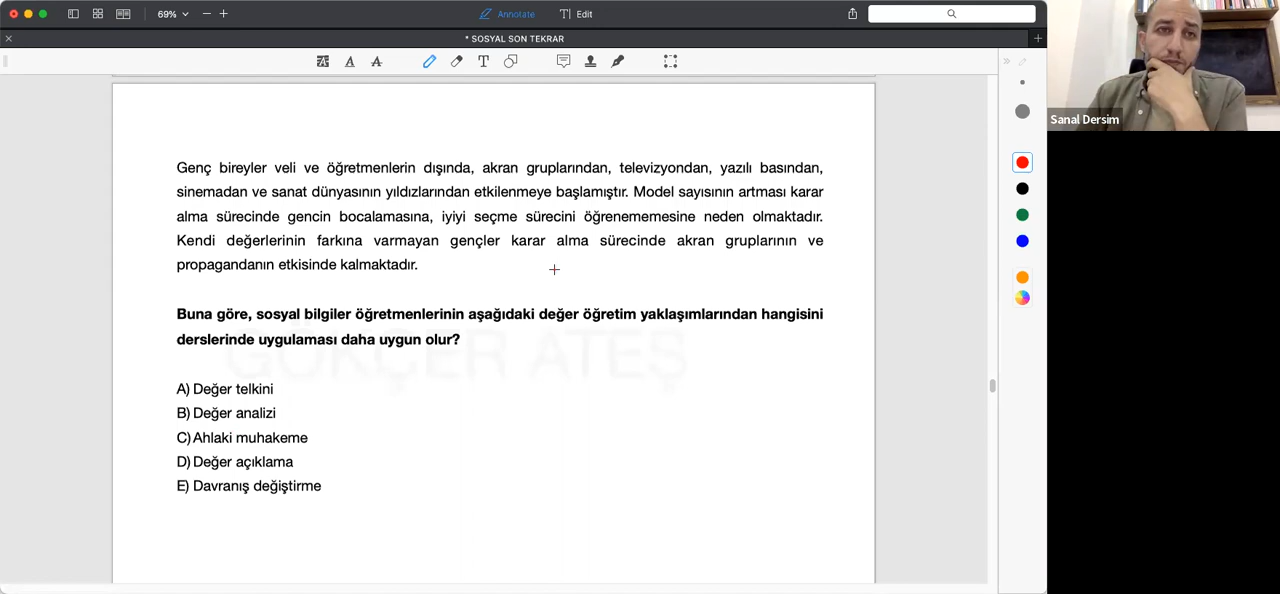 69%
Annotate
Edit
* SOSYAL SON TEKRAR
Sanal Dersim
Genç bireyler veli ve öğretmenlerin dışında, akran gruplarından, televizyondan, yazılı basından,
sinemadan ve sanat dünyasının yıldızlarından etkilenmeye başlamıştır. Model sayısının artması karar
alma sürecinde gencin bocalamasına, iyiyi seçme sürecini öğrenememesine neden olmaktadır.
Kendi değerlerinin farkına varmayan gençler karar alma sürecinde akran gruplarının ve
propagandanın etkisinde kalmaktadır.
Buna göre, sosyal bilgiler öğretmenlerinin aşağıdaki değer öğretim yaklaşımlarından hangisini
derslerinde uygulaması daha uygun olur?
GÖKÇER ATEŞ
A) Değer telkini
B) Değer analizi
C) Ahlaki muhakeme
D) Değer açıklama
E) Davranış değiştirme